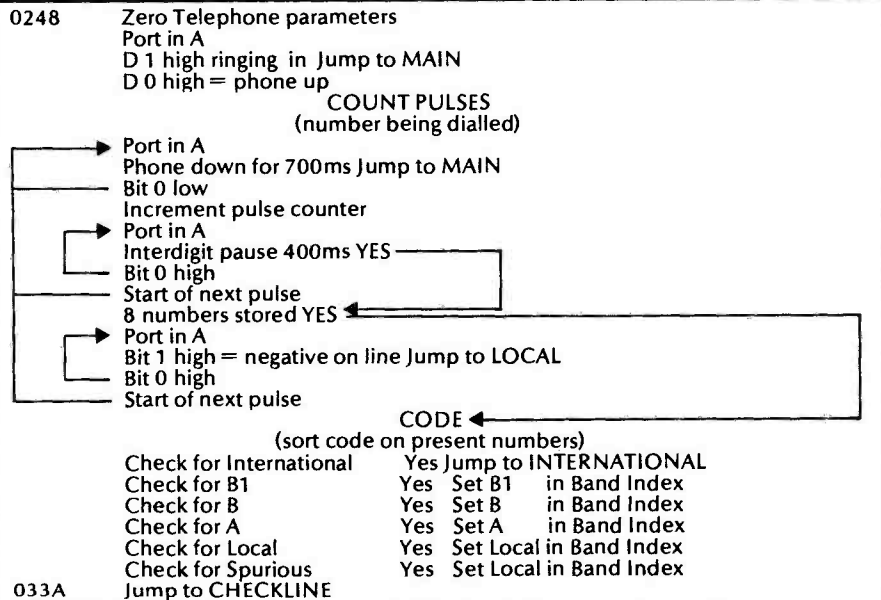 0248 Zero Telephone parameters
Port in A
D 1 high ringing in Jump to MAIN
D 0 high = phone up
COUNT PULSES
(number being dialled)
Port in A
Phone down for 700ms Jump to MAIN
Bit 0 low
Increment pulse counter
Port in A
Interdigit pause 400ms YES
Bit 0 high
Start of next pulse
8 numbers stored YES
Port in A
Bit 1 high = negative on line Jump to LOCAL
Bit 0 high
Start of next pulse
CODE
(sort code on present numbers)
Check for International Yes Jump to INTERNATIONAL
Check for B1 Yes Set B1 in Band Index
Check for B Yes Set B in Band Index
Check for A Yes Set A in Band Index
Check for Local Yes Set Local in Band Index
Check for Spurious Yes Set Local in Band Index
033A Jump to CHECKLINE